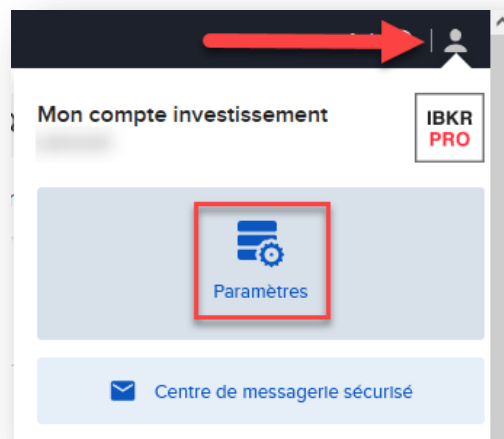 Mon compte investissement
IBKR
PRO
Paramètres
Centre de messagerie sécurisé